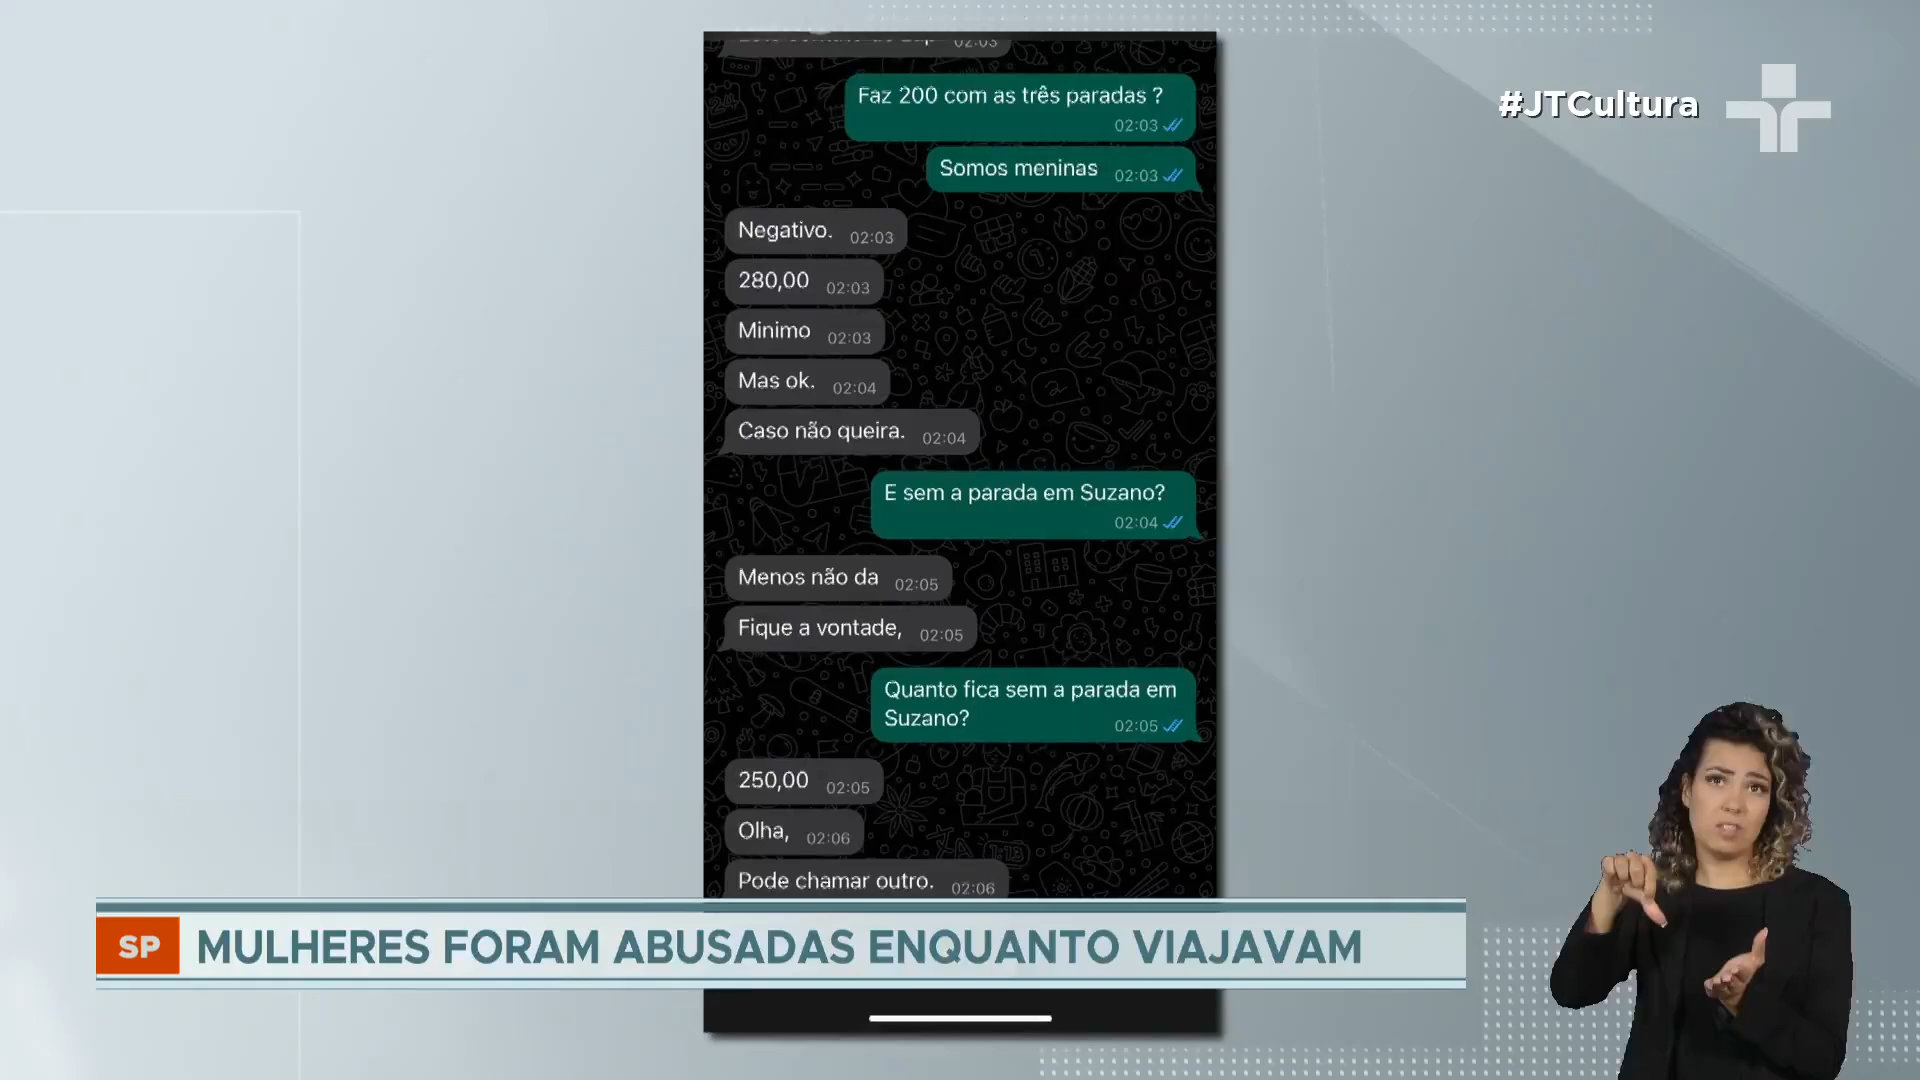 02:03
#JTCultura
Faz 200 com as três paradas ?
02:03
Somos meninas 02:03
Negativo. 02:03
280,00 02:03
Minimo 02:03
Mas ok. 02:04
Caso não queira. 02:04
E sem a parada em Suzano?
02:04
Menos não da 02:05
Fique a vontade, 02:05
Quanto fica sem a parada em
Suzano? 02:05
250,00 02:05
Olha, 02:06
Pode chamar outro. 02:06
SP MULHERES FORAM ABUSADAS ENQUANTO VIAJAVAM